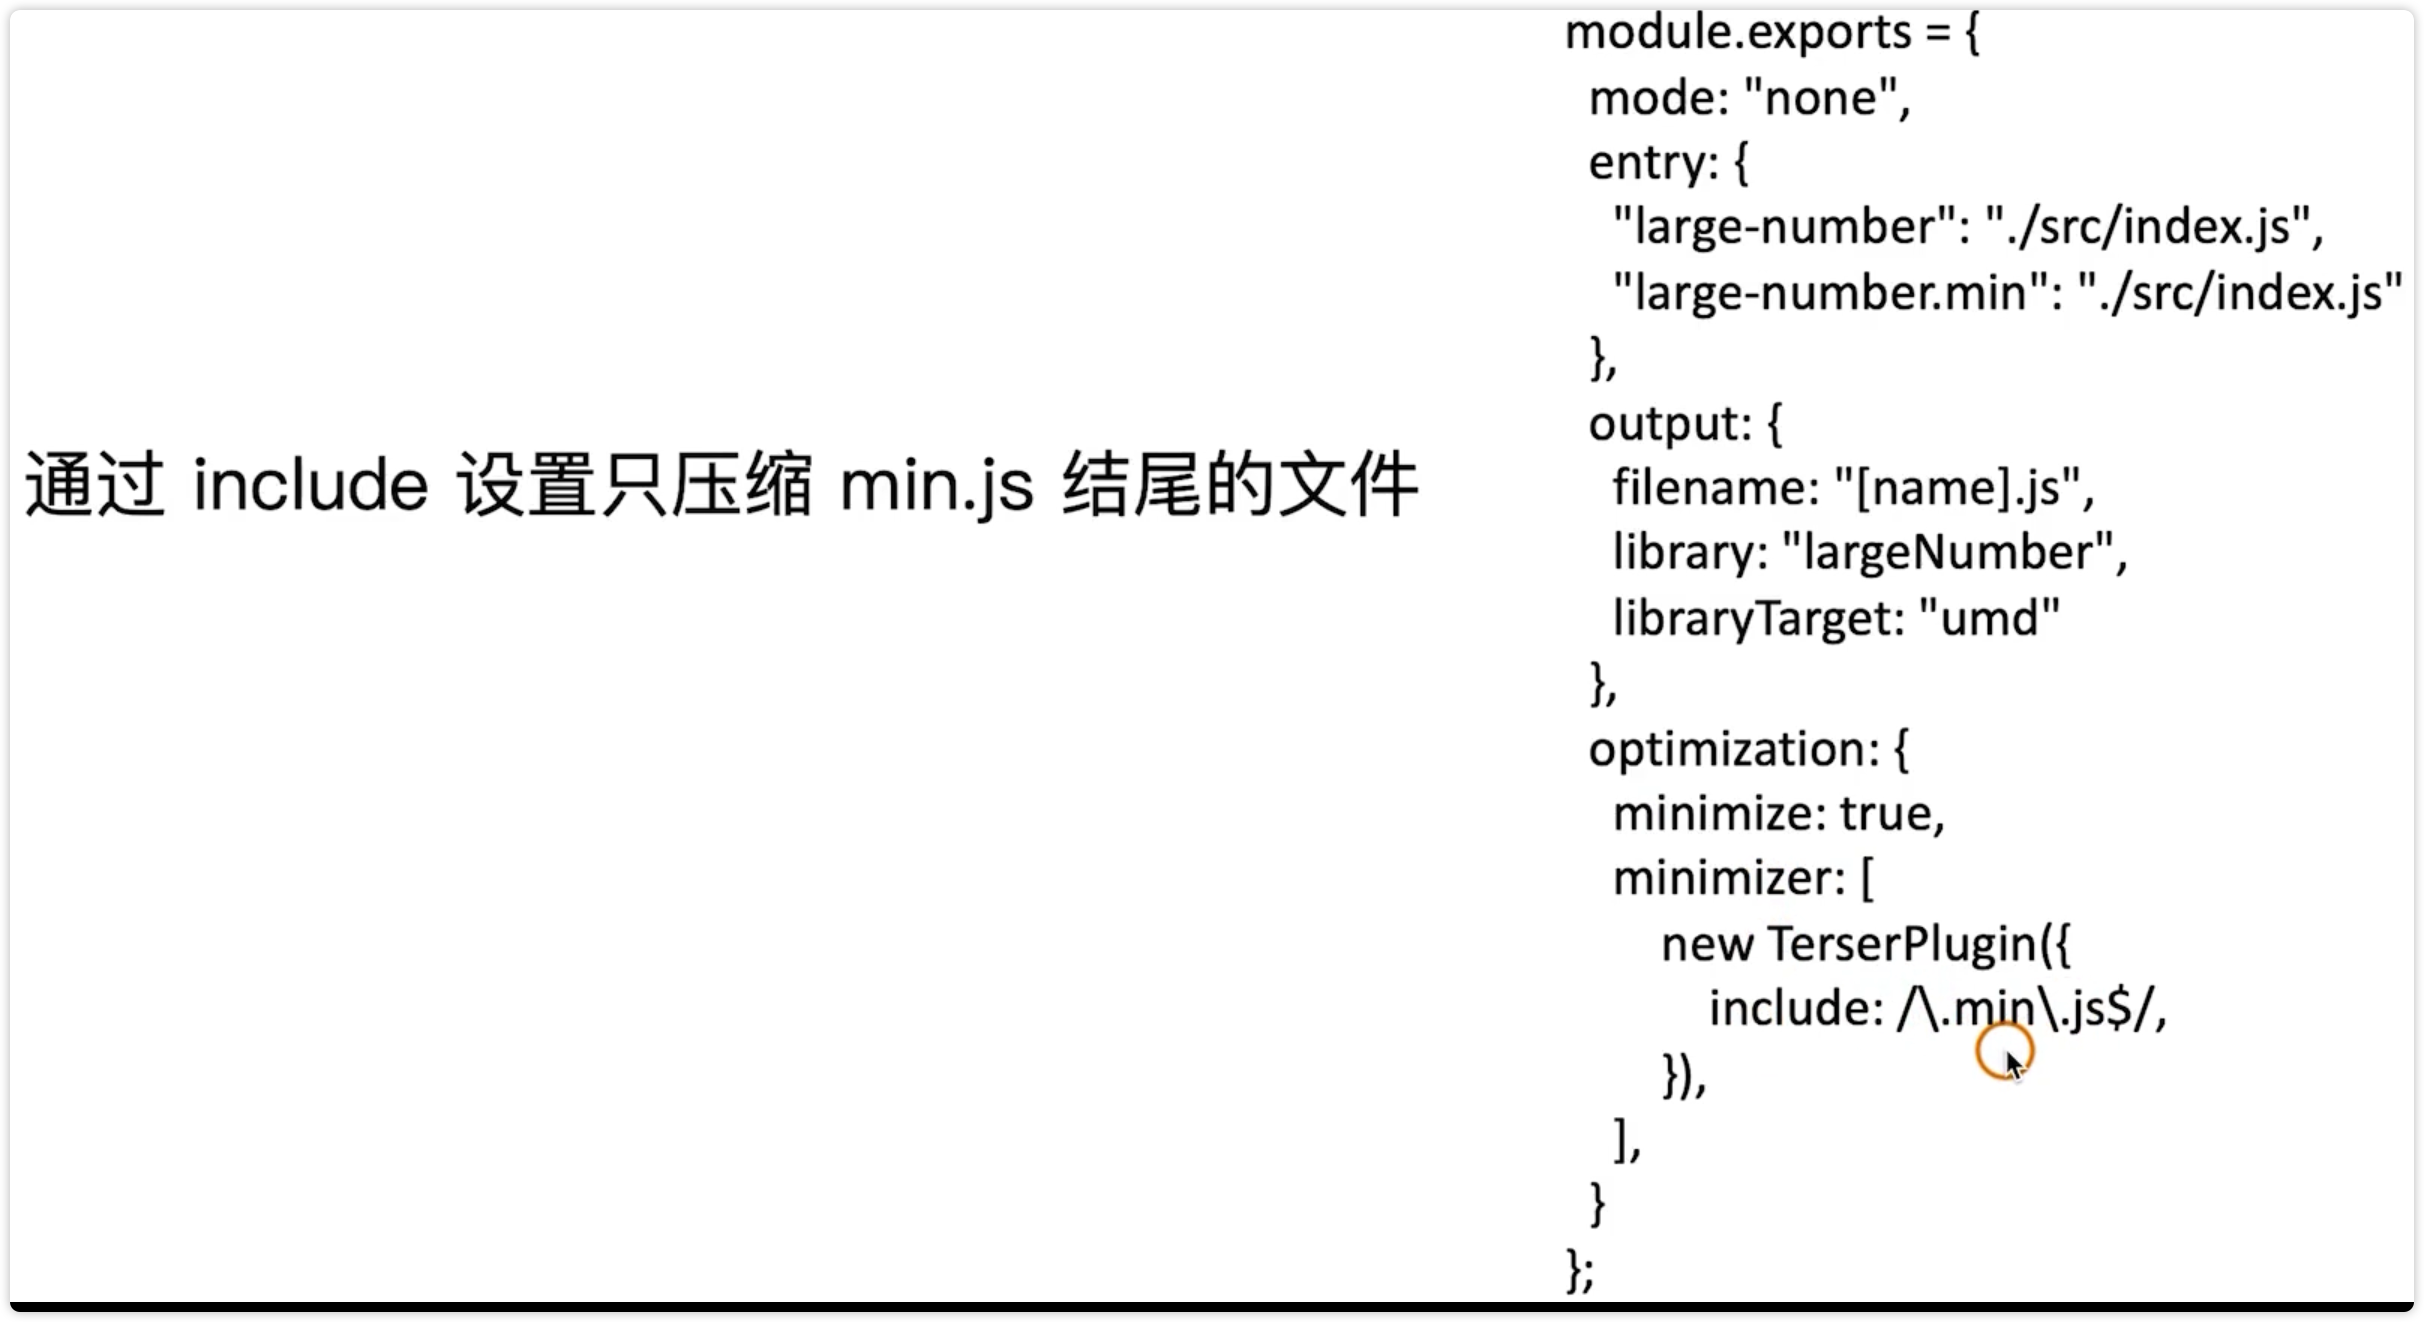 通过 include 设置只压缩 min.js 结尾的文件
module.exports = {
mode: "none",
entry: {
"large-number": "./src/index.js",
"large-number.min": "./src/index.js"
},
output: {
filename: "[name].js",
library: "largeNumber",
libraryTarget: "umd"
},
optimization: {
minimize: true,
minimizer: [
new TerserPlugin({
include: /\.min\.js$/,
}),
],
}
};